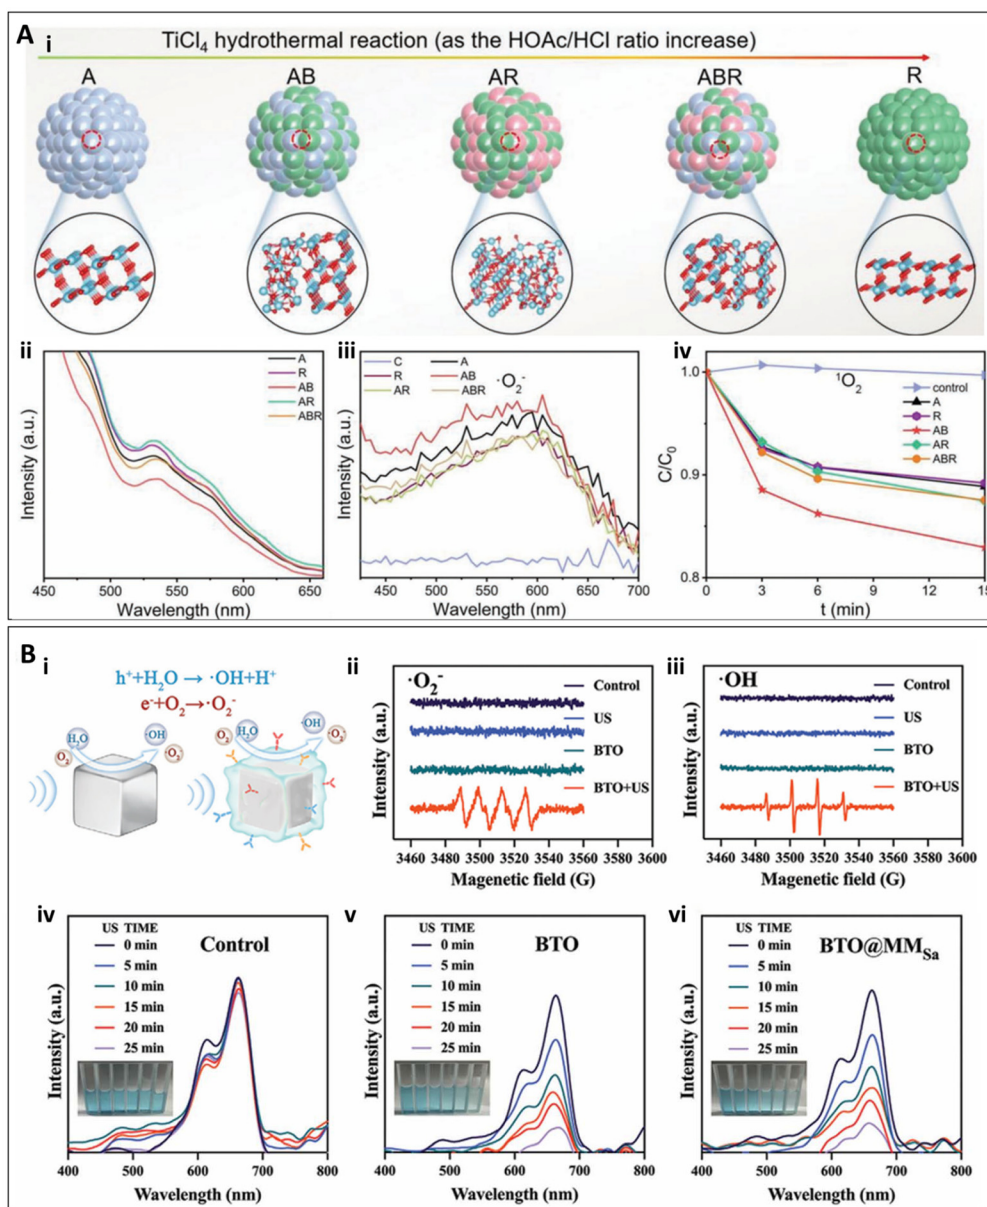 A
i
TiCl4 hydrothermal reaction (as the HOAc/HCl ratio increase)
A
AB
AR
ABR
R
ii
Intensity (a.u.)
A
R
AB
AR
ABR
450
500
550
600
650
Wavelength (nm)
iii
Intensity (a.u.)
C
A
R
AB
AR
ABR
·O2-
450
500
550
600
650
700
Wavelength (nm)
iv
C/C0
1.0
0.9
0.8
1O2
control
A
R
AB
AR
ABR
0
3
6
15
t (min)
B
i
h++H2O → ·OH+H+
e-+O2→·O2-
O2
H2O
·OH
·O2-
O2
H2O
·OH
·O2-
ii
Intensity (a.u.)
·O2-
Control
US
BTO
BTO+US
3460
3480
3500
3520
3540
3560
3580
3600
Magenetic field (G)
iii
Intensity (a.u.)
·OH
Control
US
BTO
BTO+US
3460
3480
3500
3520
3540
3560
3580
3600
Magenetic field (G)
iv
Intensity (a.u.)
US TIME
0 min
5 min
10 min
15 min
20 min
25 min
Control
400
500
600
700
800
Wavelength (nm)
v
Intensity (a.u.)
US TIME
0 min
5 min
10 min
15 min
20 min
25 min
BTO
400
500
600
700
800
Wavelength (nm)
vi
Intensity (a.u.)
US TIME
0 min
5 min
10 min
15 min
20 min
25 min
BTO@MMSa
400
500
600
700
800
Wavelength (nm)